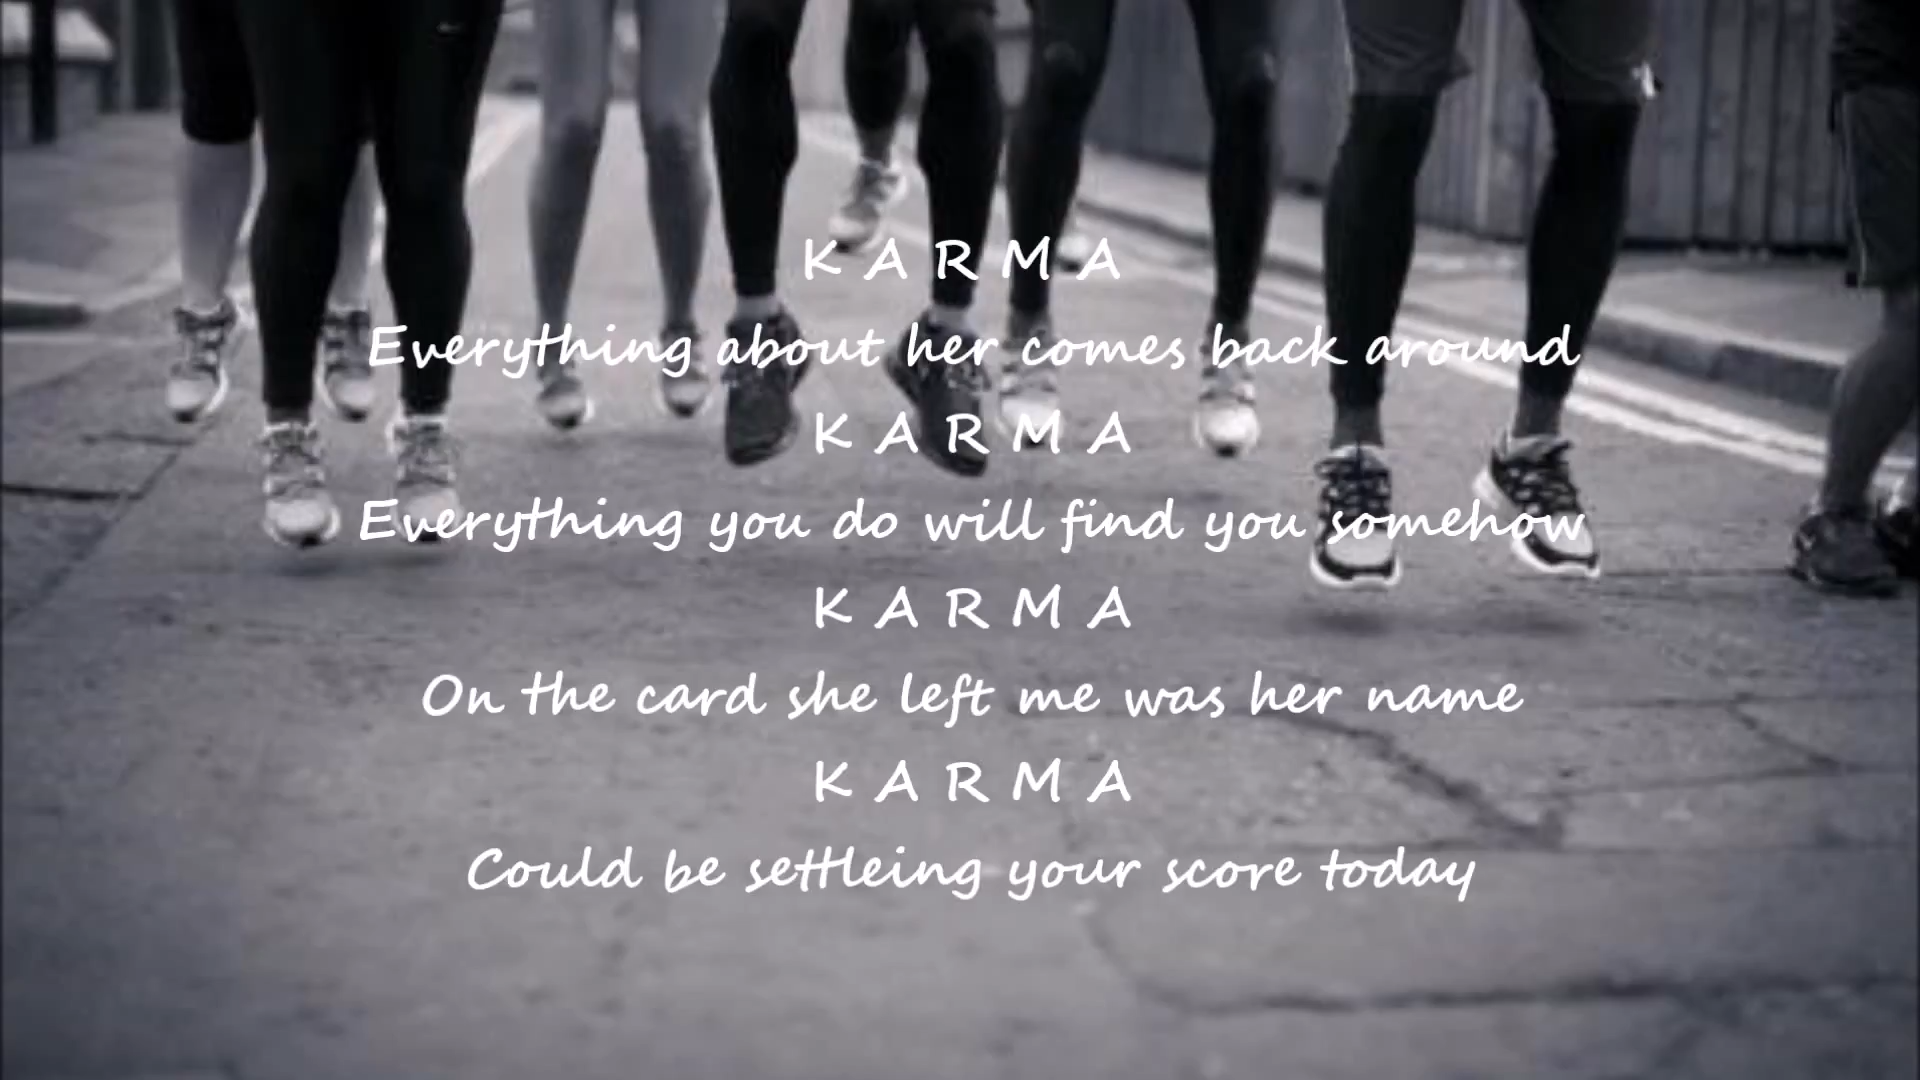 K A R M A
Everything about her comes back around
K A R M A
Everything you do will find you somehow
K A R M A
On the card she left me was her name
K A R M A
Could be settleing your score today